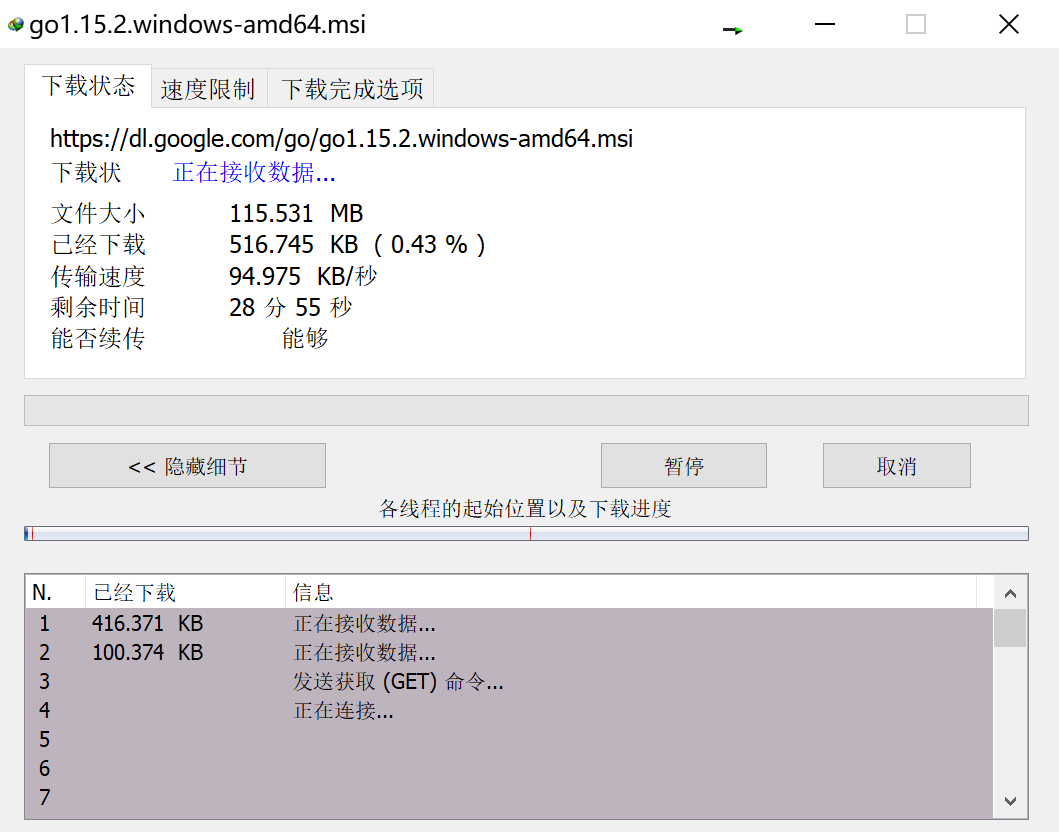 go1.15.2.windows-amd64.msi
下载状态 速度限制 下载完成选项
https://dl.google.com/go/go1.15.2.windows-amd64.msi
下载状 正在接收数据...
文件大小 115.531 MB
已经下载 516.745 KB ( 0.43 % )
传输速度 94.975 KB/秒
剩余时间 28 分 55 秒
能否续传 能够
<< 隐藏细节 暂停 取消
各线程的起始位置以及下载进度
N. 已经下载 信息
1 416.371 KB 正在接收数据...
2 100.374 KB 正在接收数据...
3 发送获取 (GET) 命令...
4 正在连接...
5
6
7